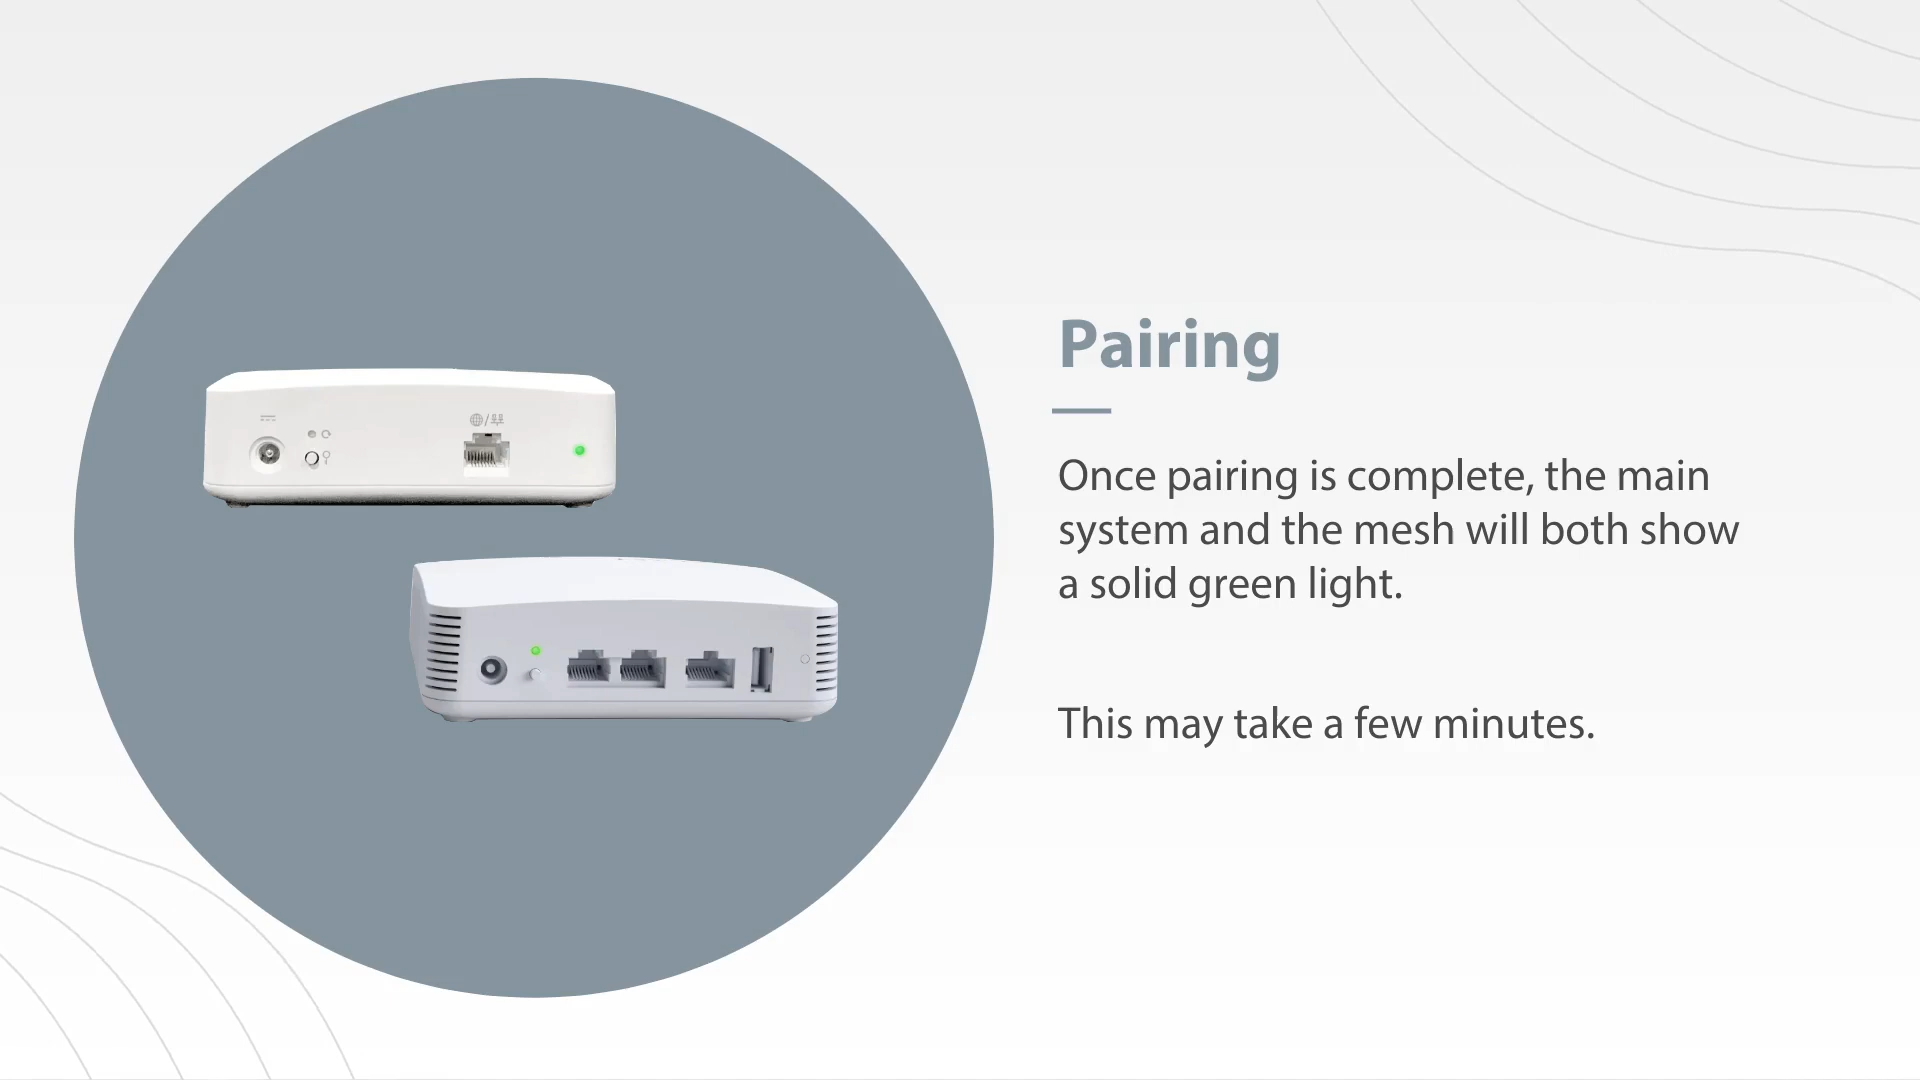 Pairing
Once pairing is complete, the main
system and the mesh will both show
a solid green light.
This may take a few minutes.